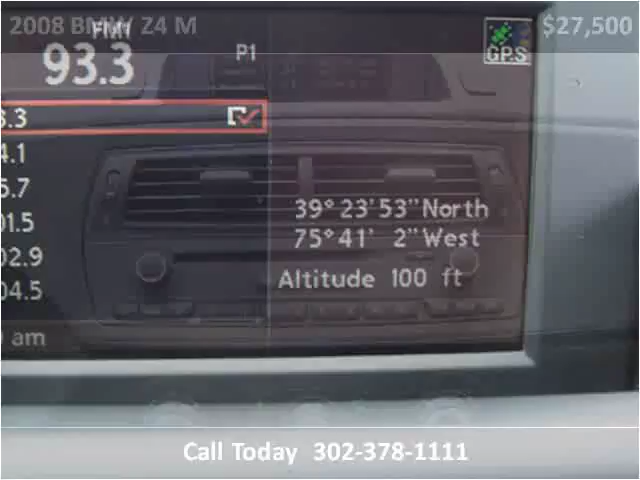 2008 BMW Z4 M
$27,500
FM1
93.3
P1
GPS
3.3
4.1
5.7
01.5
02.9
04.5
am
39° 23'53" North
75° 41' 2" West
Altitude 100 ft
Call Today 302-378-1111